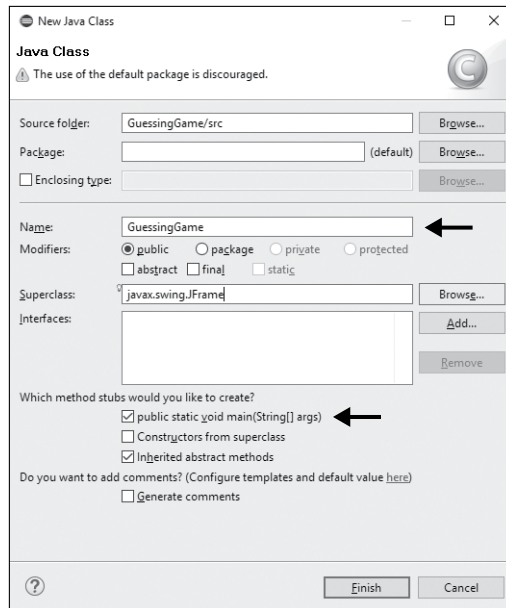 New Java Class
Java Class
The use of the default package is discouraged.
Source folder: GuessingGame/src Browse...
Package: (default) Browse...
Enclosing type: Browse...
Name: GuessingGame
Modifiers: public package private protected
abstract final static
Superclass: javax.swing.JFrame Browse...
Interfaces: Add...
Remove
Which method stubs would you like to create?
public static void main(String[] args)
Constructors from superclass
Inherited abstract methods
Do you want to add comments? (Configure templates and default value here)
Generate comments
? Finish Cancel